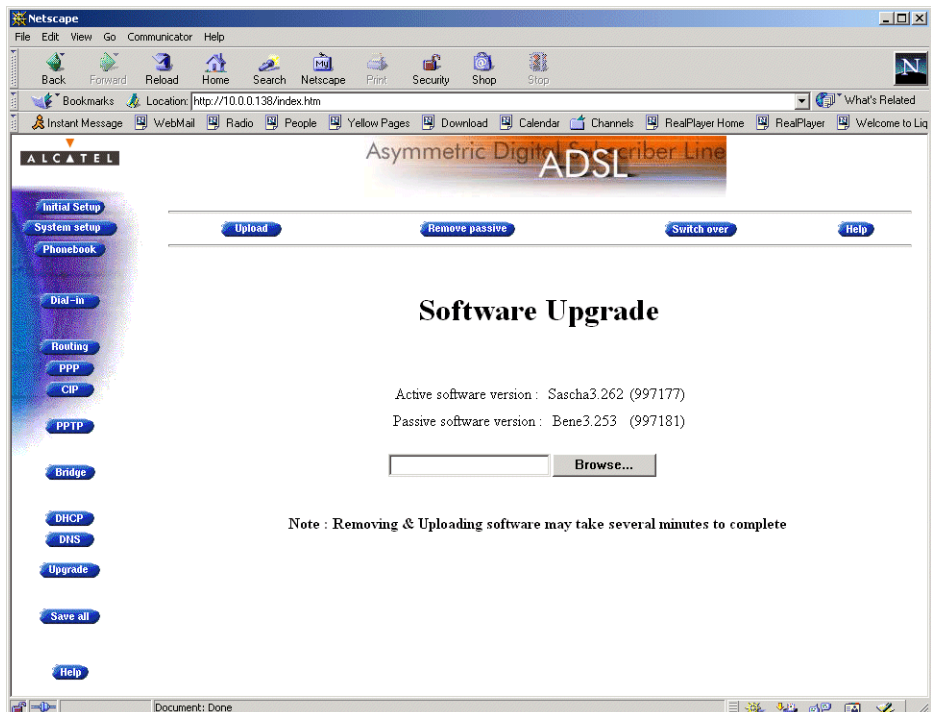 Netscape
File Edit View Go Communicator Help
Back Forward Reload Home Search Netscape Print Security Shop Stop
My
N
Bookmarks Location: http://10.0.0.138/index.htm What's Related
Instant Message WebMail Radio People Yellow Pages Download Calendar Channels RealPlayer Home RealPlayer Welcome to Liq
ALCATEL
Asymmetric Digital Subscriber Line
ADSL
Initial Setup
System setup
Phonebook
Dial-in
Routing
PPP
CIP
PPTP
Bridge
DHCP
DNS
Upgrade
Save all
Help
Upload Remove passive Switch over Help
Software Upgrade
Active software version : Sascha3.262 (997177)
Passive software version : Bene3.253 (997181)
Browse...
Note : Removing & Uploading software may take several minutes to complete
Document: Done